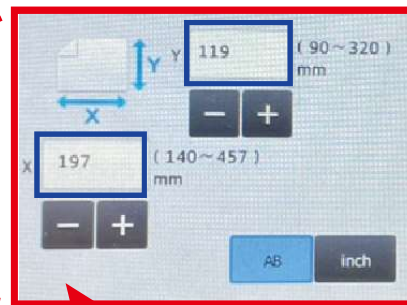 Y
Y 119 ( 90~320 )
mm
X
− +
X 197 ( 140~457 )
mm
− +
AB inch